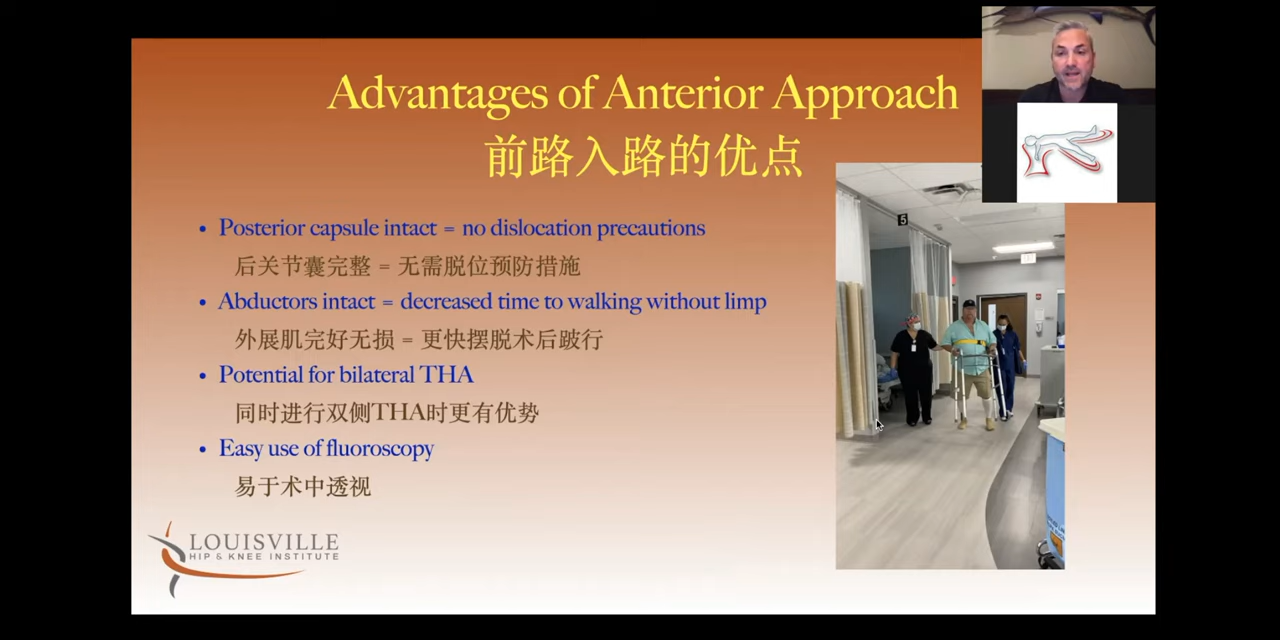 Advantages of Anterior Approach
前路入路的优点
• Posterior capsule intact = no dislocation precautions
后关节囊完整 = 无需脱位预防措施
• Abductors intact = decreased time to walking without limp
外展肌完好无损 = 更快摆脱术后跛行
• Potential for bilateral THA
同时进行双侧THA时更有优势
• Easy use of fluoroscopy
易于术中透视
5
LOUISVILLE
HIP & KNEE INSTITUTE